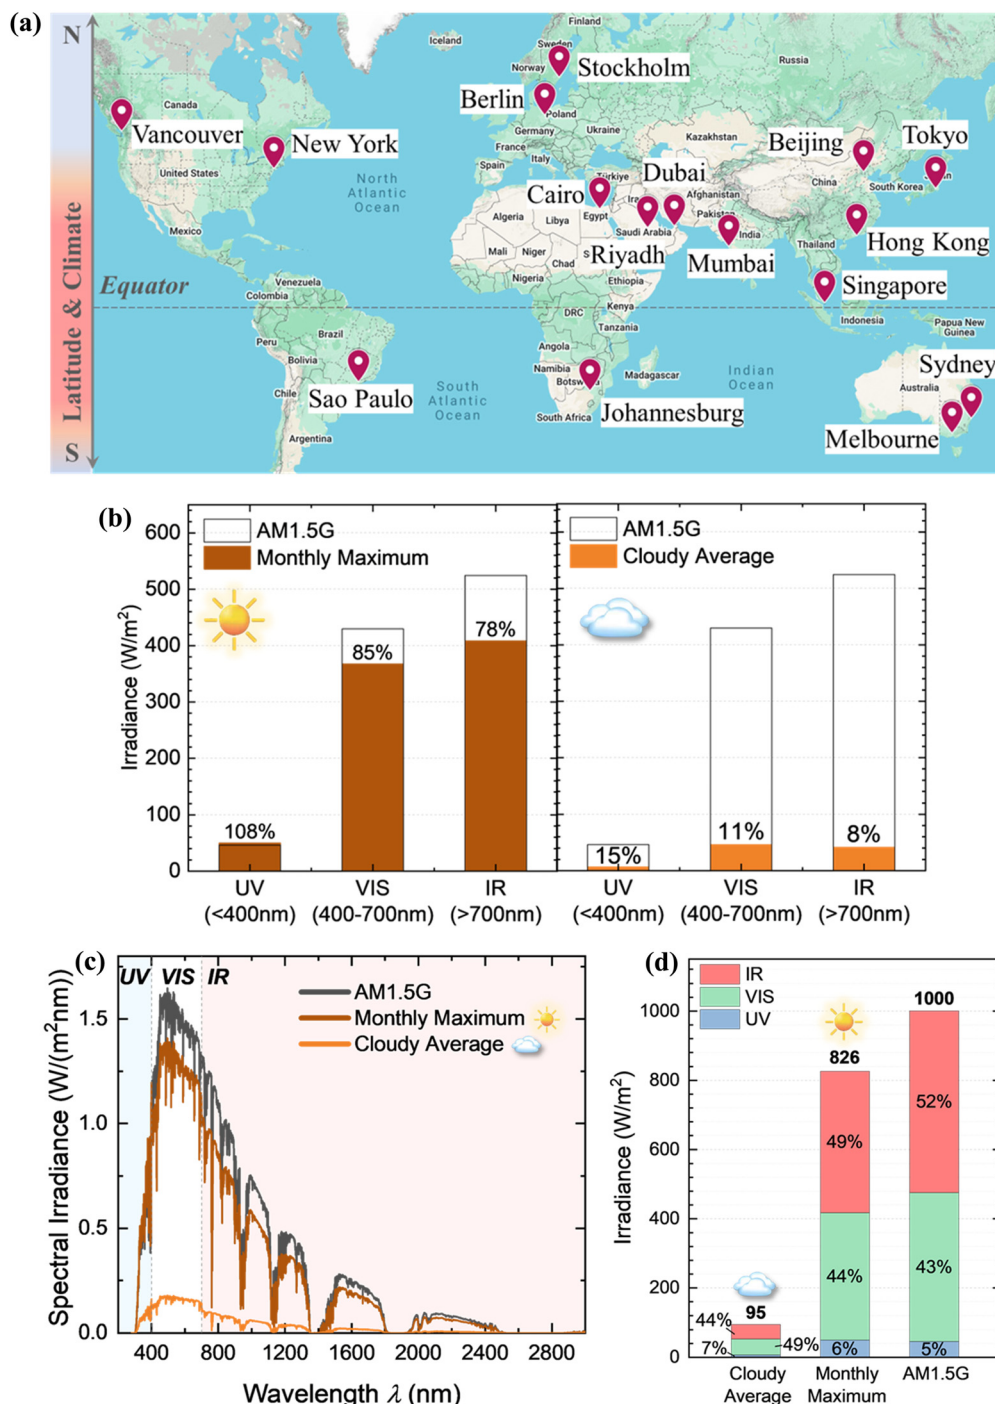 (a)
N
Latitude & Climate
S
Iceland
Finland
Sweden
Norway
Russia
Stockholm
Berlin
Poland
Canada
Vancouver
New York
Germany
Ukraine
Kazakhstan
Beijing
Tokyo
France
Italy
Spain
United States
North
Atlantic
Ocean
Türkiye
Dubai
China
South Korea
Cairo
Afghanistan
Algeria
Libya
Egypt
Pakistan
India
Mexico
Saudi Arabia
Riyadh
Mumbai
Thailand
Hong Kong
Mali
Niger
Chad
Nigeria
Ethiopia
Singapore
Equator
Venezuela
Colombia
Kenya
DRC
Indonesia
Papua New
Guinea
Tanzania
Brazil
Peru
Angola
Bolivia
Namibia
Madagascar
Indian
Ocean
Australia
Sydney
Chile
Sao Paulo
South
Atlantic
Ocean
South Africa
Johannesburg
Melbourne
Argentina
(b)
600
500
400
300
200
100
0
Irradiance (W/m²)
AM1.5G
Monthly Maximum
85%
78%
108%
UV
(<400nm)
VIS
(400-700nm)
IR
(>700nm)
AM1.5G
Cloudy Average
15%
11%
8%
UV
(<400nm)
VIS
(400-700nm)
IR
(>700nm)
(c)
UV
VIS
IR
AM1.5G
Monthly Maximum
Cloudy Average
Spectral Irradiance (W/(m²nm))
1.5
1.0
0.5
0.0
400
800
1200
1600
2000
2400
2800
Wavelength λ (nm)
(d)
IR
VIS
UV
1000
826
95
52%
49%
44%
43%
44%
49%
7%
6%
5%
1000
800
600
400
200
0
Irradiance (W/m²)
Cloudy
Average
Monthly
Maximum
AM1.5G